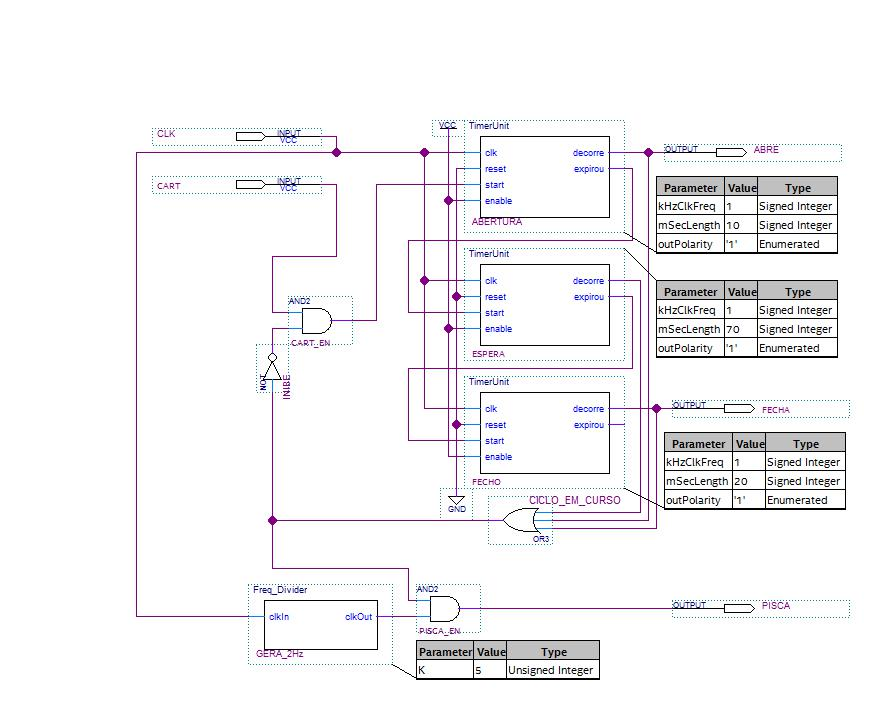 CLK
INPUT
VCC
CART
INPUT
VCC
VCC
TimerUnit
clk
reset
start
enable
decorre
expirou
ABERTURA
OUTPUT
ABRE
Parameter Value Type
kHzClkFreq 1 Signed Integer
mSecLength 10 Signed Integer
outPolarity '1' Enumerated
TimerUnit
clk
reset
start
enable
decorre
expirou
ESPERA
Parameter Value Type
kHzClkFreq 1 Signed Integer
mSecLength 70 Signed Integer
outPolarity '1' Enumerated
AND2
CART_EN
NOT
INIBE
TimerUnit
clk
reset
start
enable
decorre
expirou
FECHO
OUTPUT
FECHA
Parameter Value Type
kHzClkFreq 1 Signed Integer
mSecLength 20 Signed Integer
outPolarity '1' Enumerated
GND
CICLO_EM_CURSO
OR3
Freq_Divider
clkIn
clkOut
GERA_2Hz
AND2
PISCA_EN
OUTPUT
PISCA
Parameter Value Type
K 5 Unsigned Integer